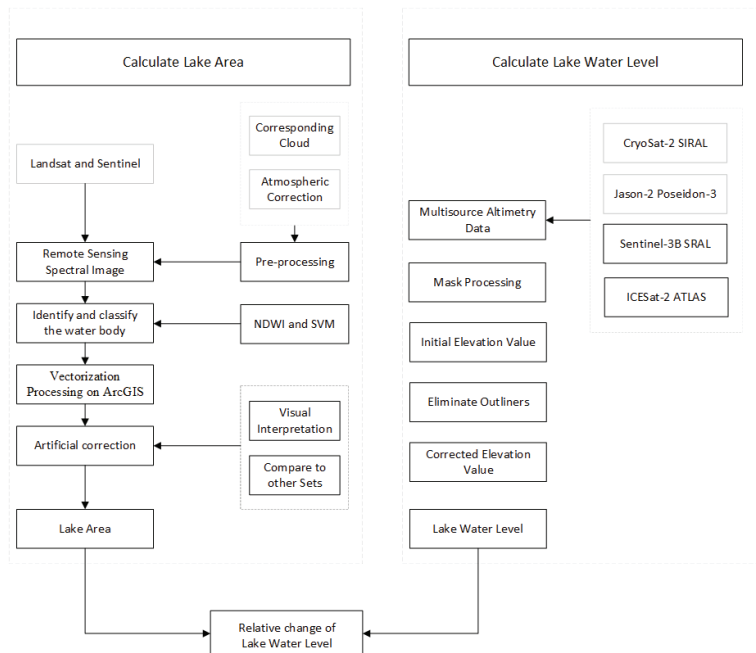 Calculate Lake Area
Corresponding
Cloud
Atmospheric
Correction
Landsat and Sentinel
Remote Sensing
Spectral Image
Pre-processing
Identify and classify
the water body
NDWI and SVM
Vectorization
Processing on ArcGIS
Artificial correction
Visual
Interpretation
Compare to
other Sets
Lake Area
Calculate Lake Water Level
CryoSat-2 SIRAL
Jason-2 Poseidon-3
Sentinel-3B SRAL
ICESat-2 ATLAS
Multisource Altimetry
Data
Mask Processing
Initial Elevation Value
Eliminate Outliners
Corrected Elevation
Value
Lake Water Level
Relative change of
Lake Water Level